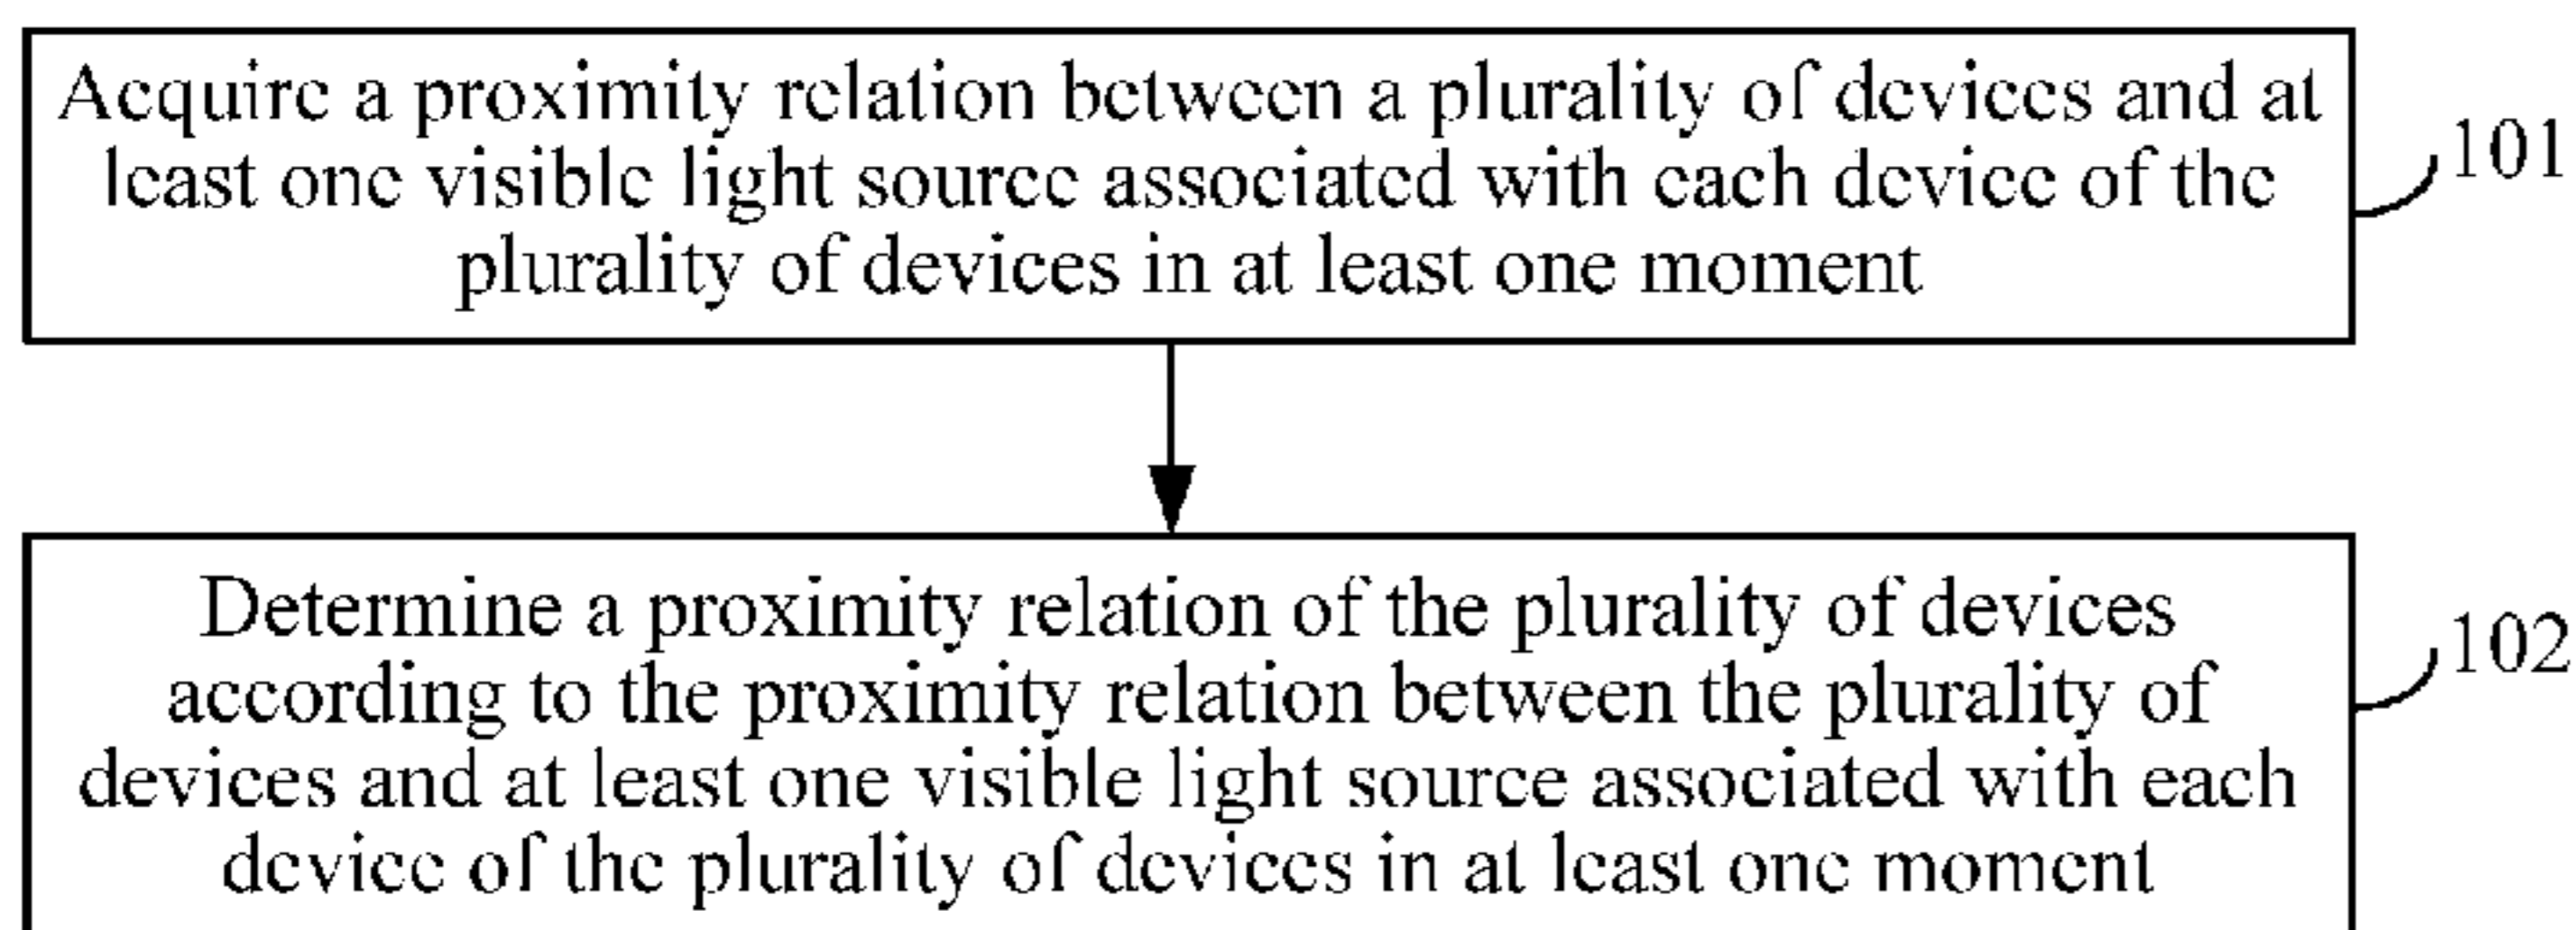 Acquire a proximity relation between a plurality of devices and at
least one visible light source associated with each device of the
plurality of devices in at least one moment
101
Determine a proximity relation of the plurality of devices
according to the proximity relation between the plurality of
devices and at least one visible light source associated with each
device of the plurality of devices in at least one moment
102